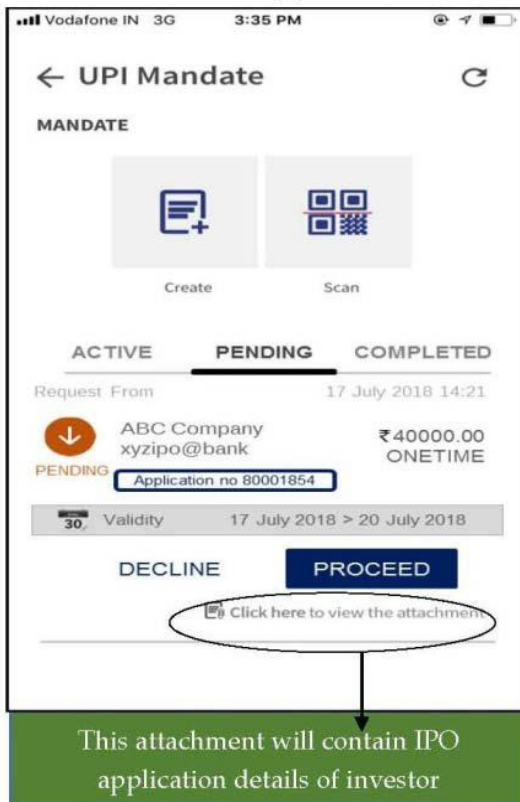 Vodafone IN 3G 3:35 PM
← UPI Mandate
MANDATE
Create Scan
ACTIVE PENDING COMPLETED
Request From 17 July 2018 14:21
ABC Company ₹40000.00
xyzipo@bank ONETIME
PENDING
Application no 80001854
30 Validity 17 July 2018 > 20 July 2018
DECLINE PROCEED
Click here to view the attachment
This attachment will contain IPO
application details of investor